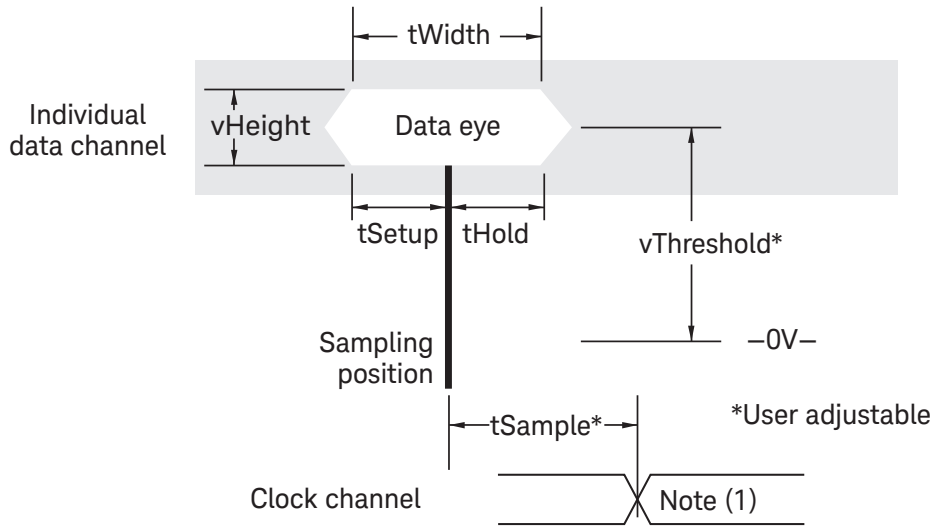 tWidth
Individual
data channel
vHeight
Data eye
tSetup
tHold
vThreshold*
Sampling
position
–0V–
tSample*
*User adjustable
Clock channel
Note (1)